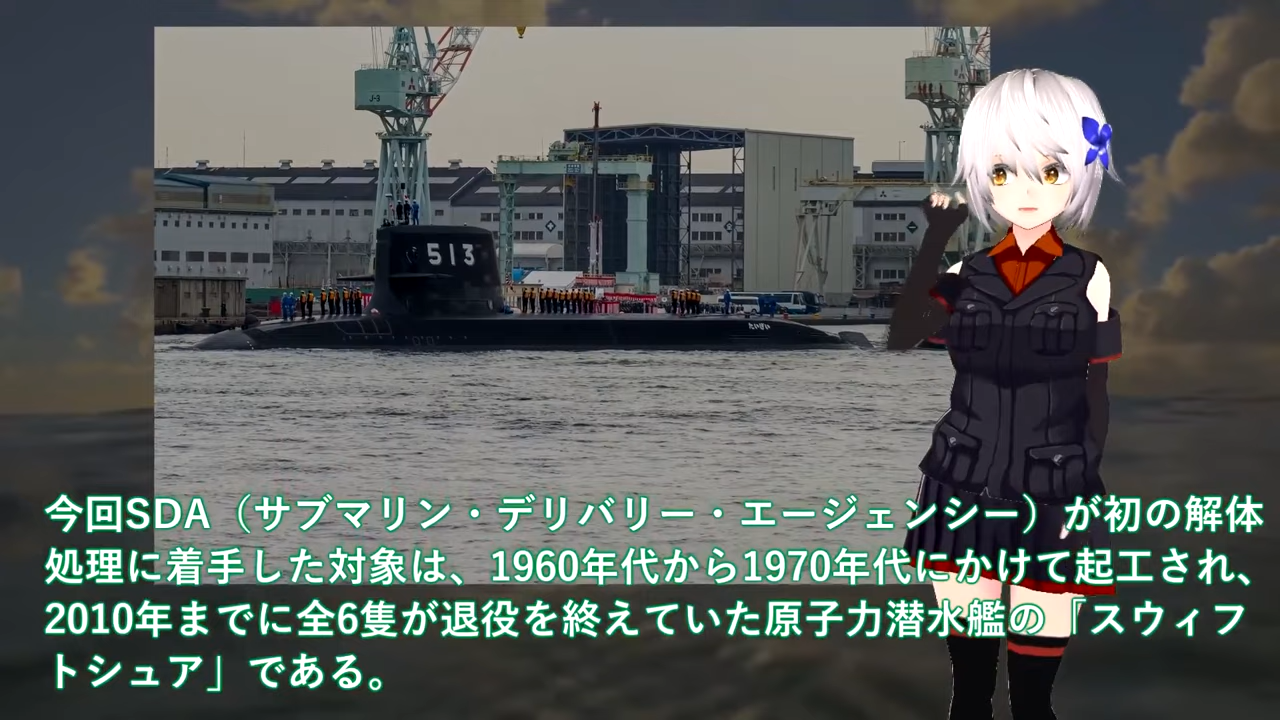 J-3
513
たいげい
今回SDA（サブマリン・デリバリー・エージェンシー）が初の解体
処理に着手した対象は、1960年代から1970年代にかけて起工され、
2010年までに全6隻が退役を終えていた原子力潜水艦の「スウィフ
トシュア」である。